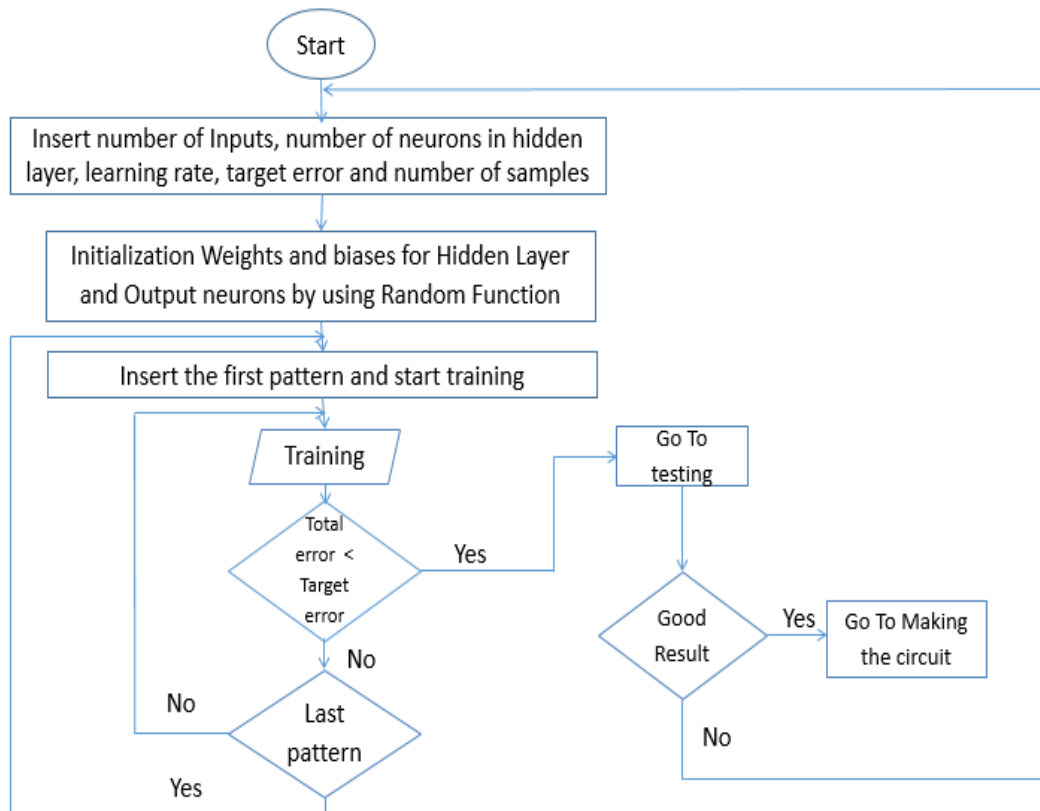 Start
Insert number of Inputs, number of neurons in hidden
layer, learning rate, target error and number of samples
Initialization Weights and biases for Hidden Layer
and Output neurons by using Random Function
Insert the first pattern and start training
Training
Go To
testing
Total
error <
Target
error
Yes
No
Good
Result
Yes
Go To Making
the circuit
No
Last
pattern
No
Yes